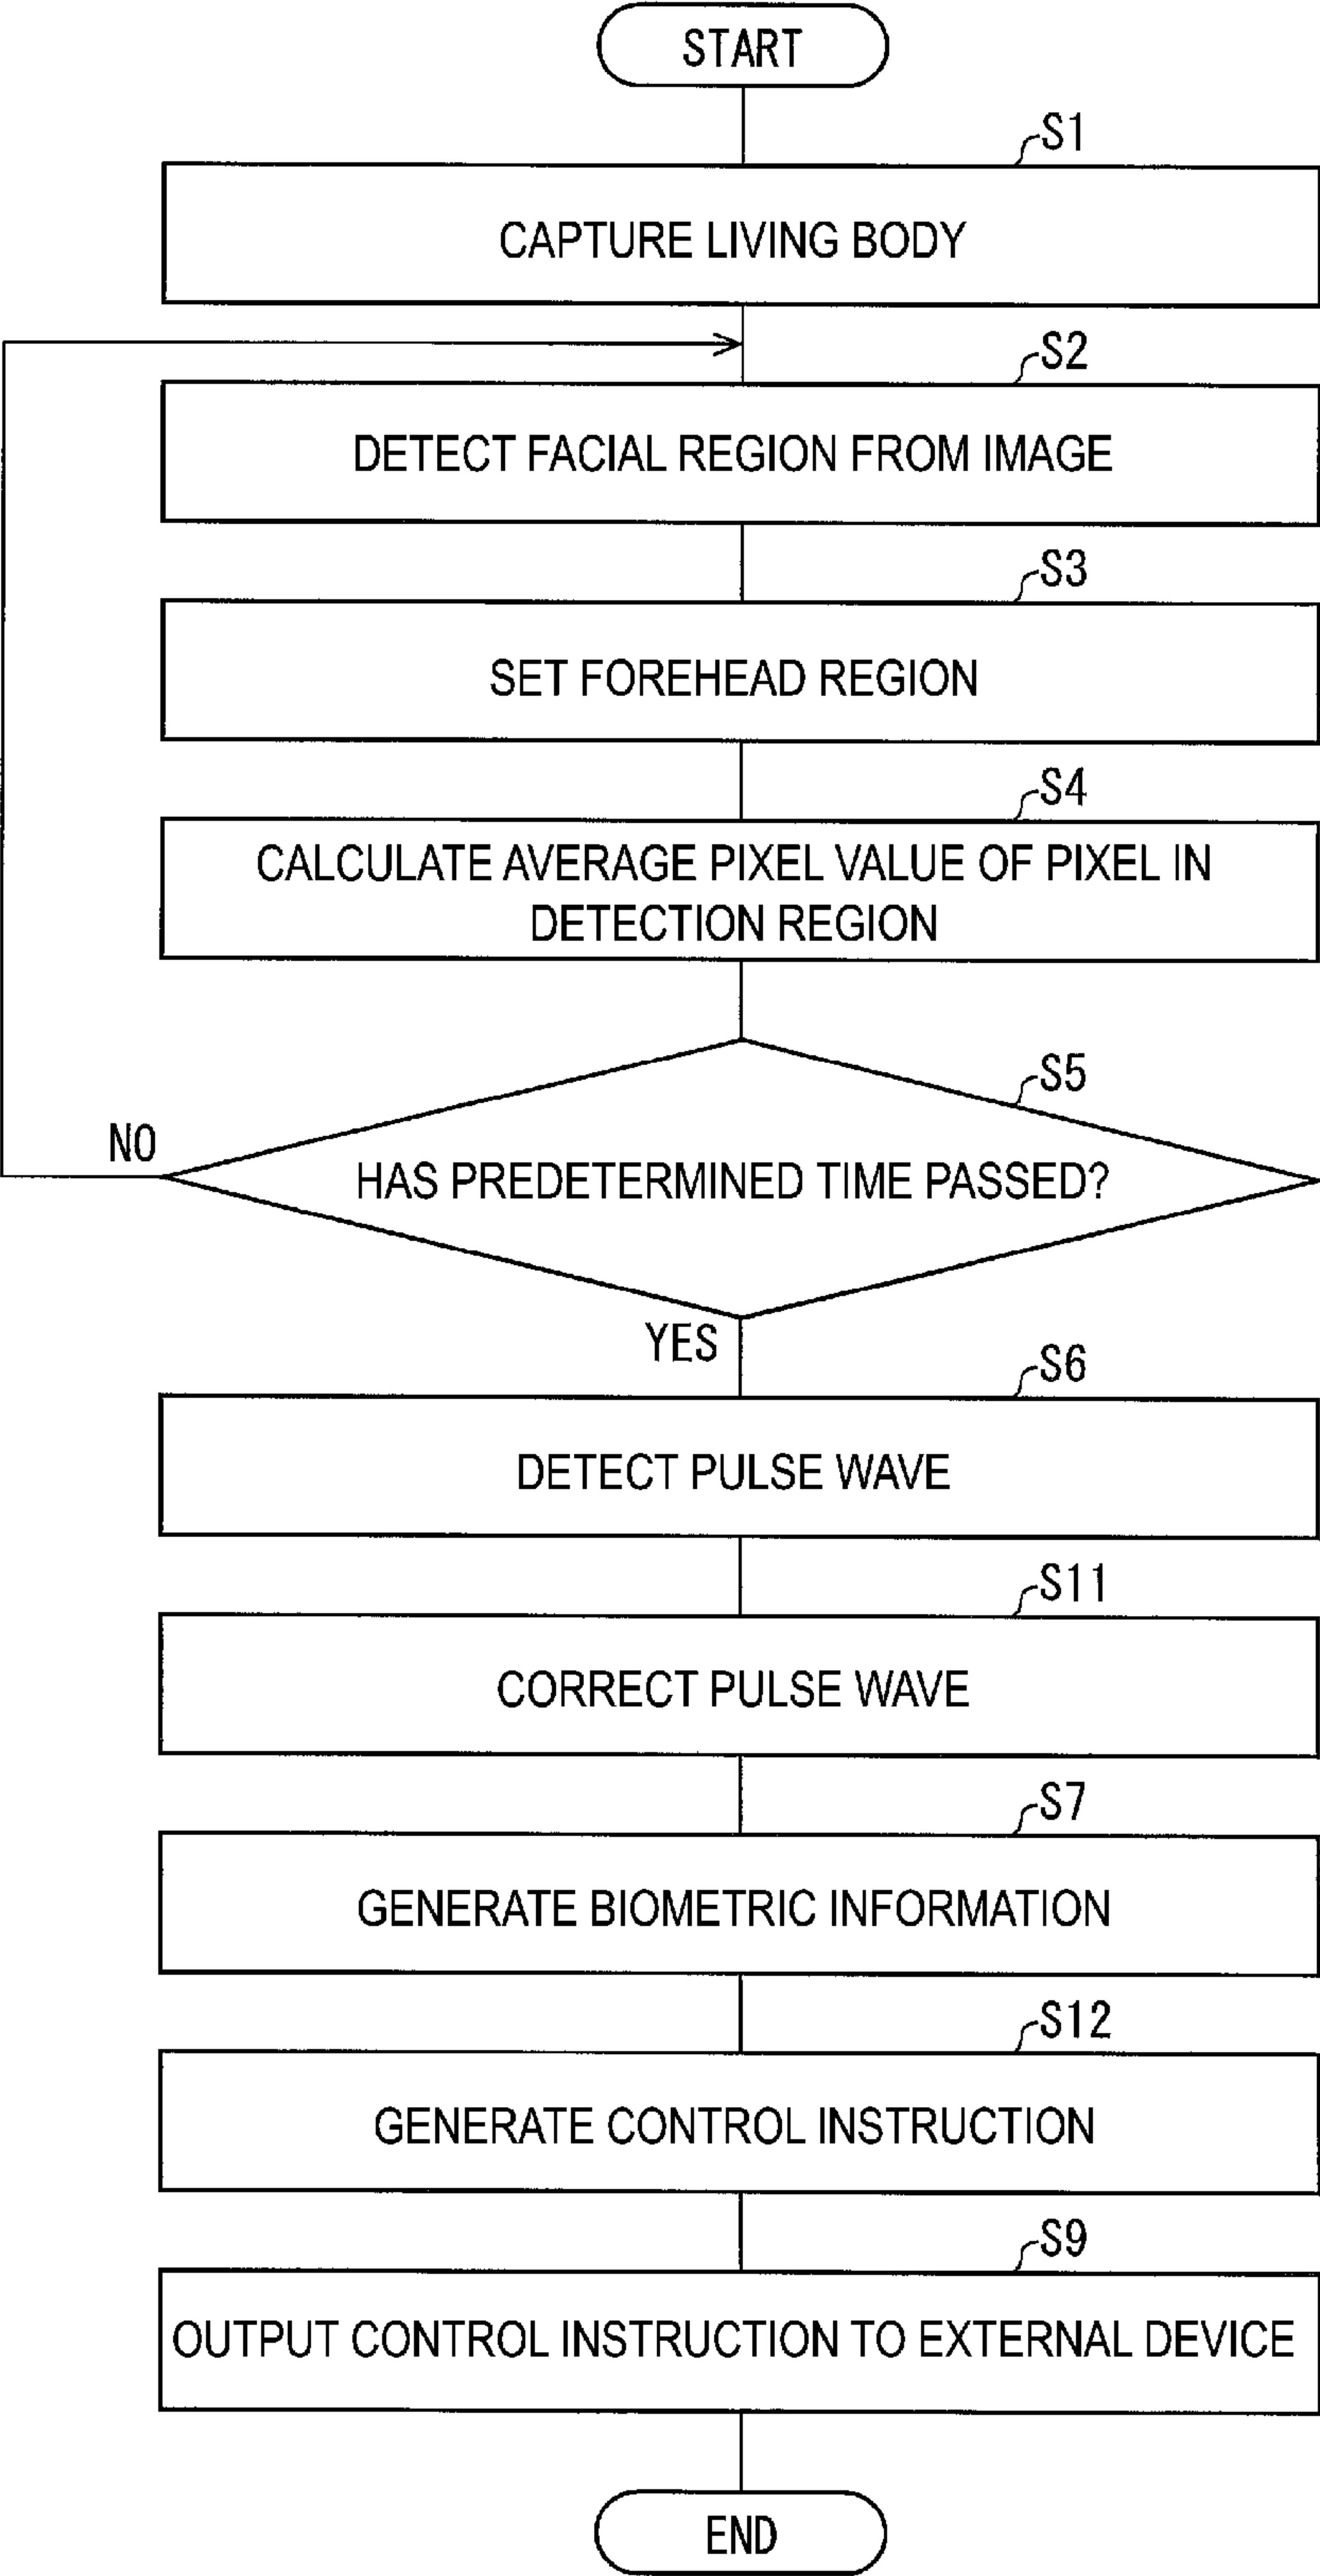 START
S1
CAPTURE LIVING BODY
S2
DETECT FACIAL REGION FROM IMAGE
S3
SET FOREHEAD REGION
S4
CALCULATE AVERAGE PIXEL VALUE OF PIXEL IN
DETECTION REGION
S5
NO
HAS PREDETERMINED TIME PASSED?
YES
S6
DETECT PULSE WAVE
S11
CORRECT PULSE WAVE
S7
GENERATE BIOMETRIC INFORMATION
S12
GENERATE CONTROL INSTRUCTION
S9
OUTPUT CONTROL INSTRUCTION TO EXTERNAL DEVICE
END